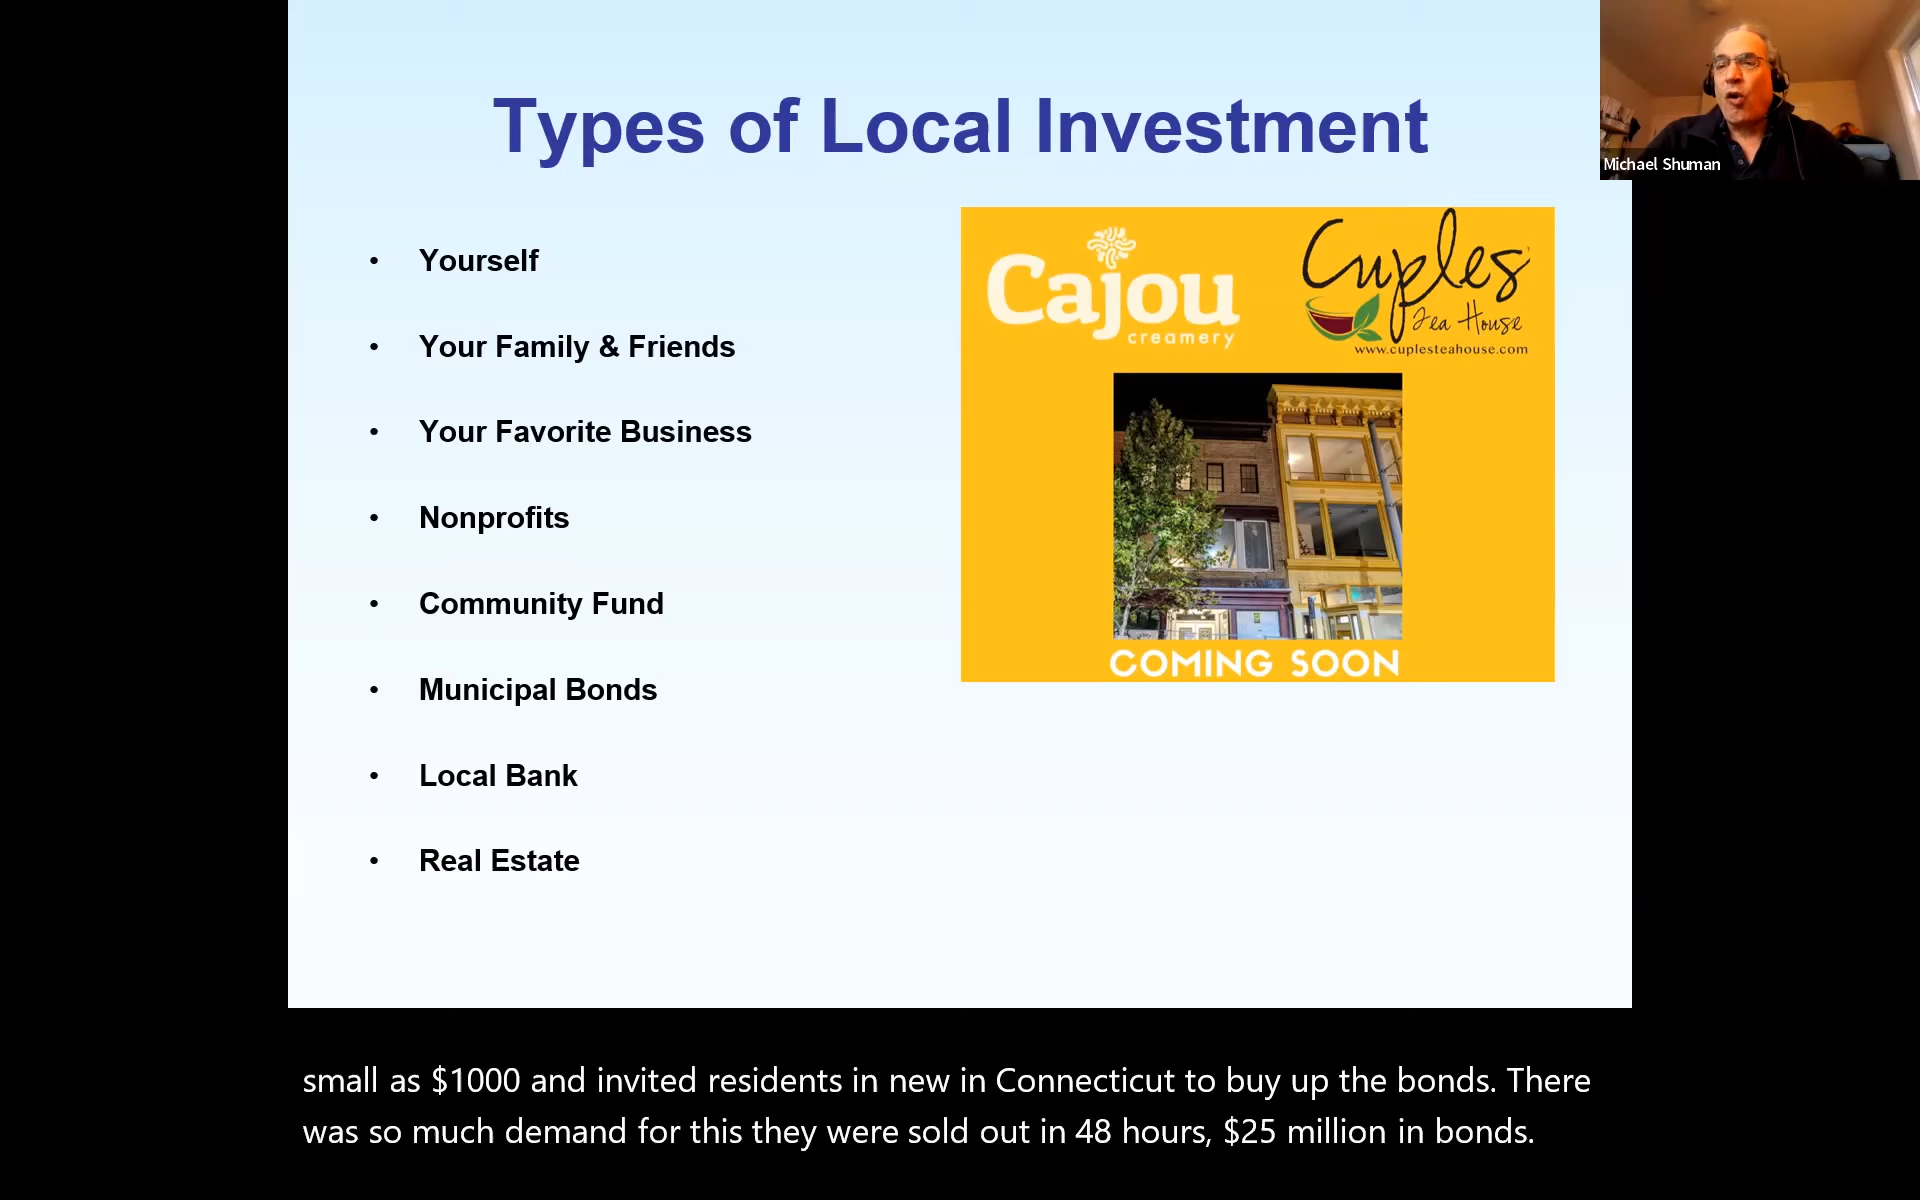 Types of Local Investment
Michael Shuman
• Yourself
• Your Family & Friends
• Your Favorite Business
• Nonprofits
• Community Fund
• Municipal Bonds
• Local Bank
• Real Estate
Cajou
creamery
Cuples
Tea House
www.cuplesteahouse.com
COMING SOON
small as $1000 and invited residents in new in Connecticut to buy up the bonds. There
was so much demand for this they were sold out in 48 hours, $25 million in bonds.